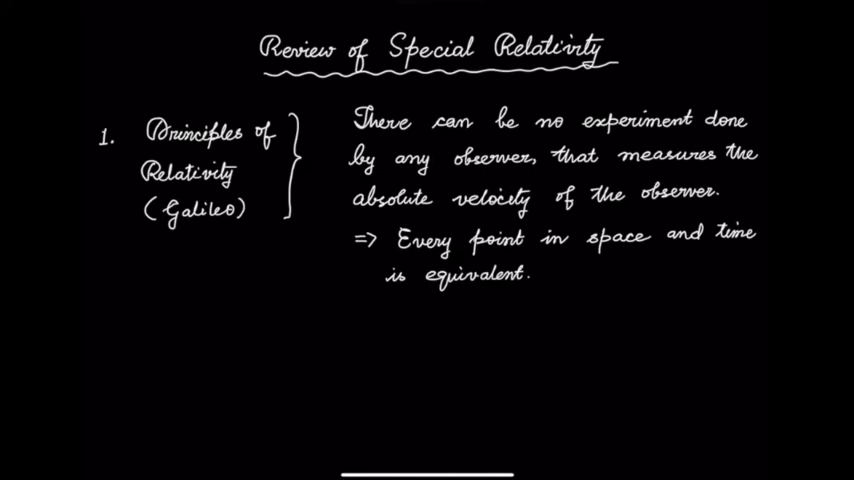 Review of Special Relativity
1. Principles of
Relativity
(Galileo)
There can be no experiment done
by any observer, that measures the
absolute velocity of the observer.
=> Every point in space and time
is equivalent.